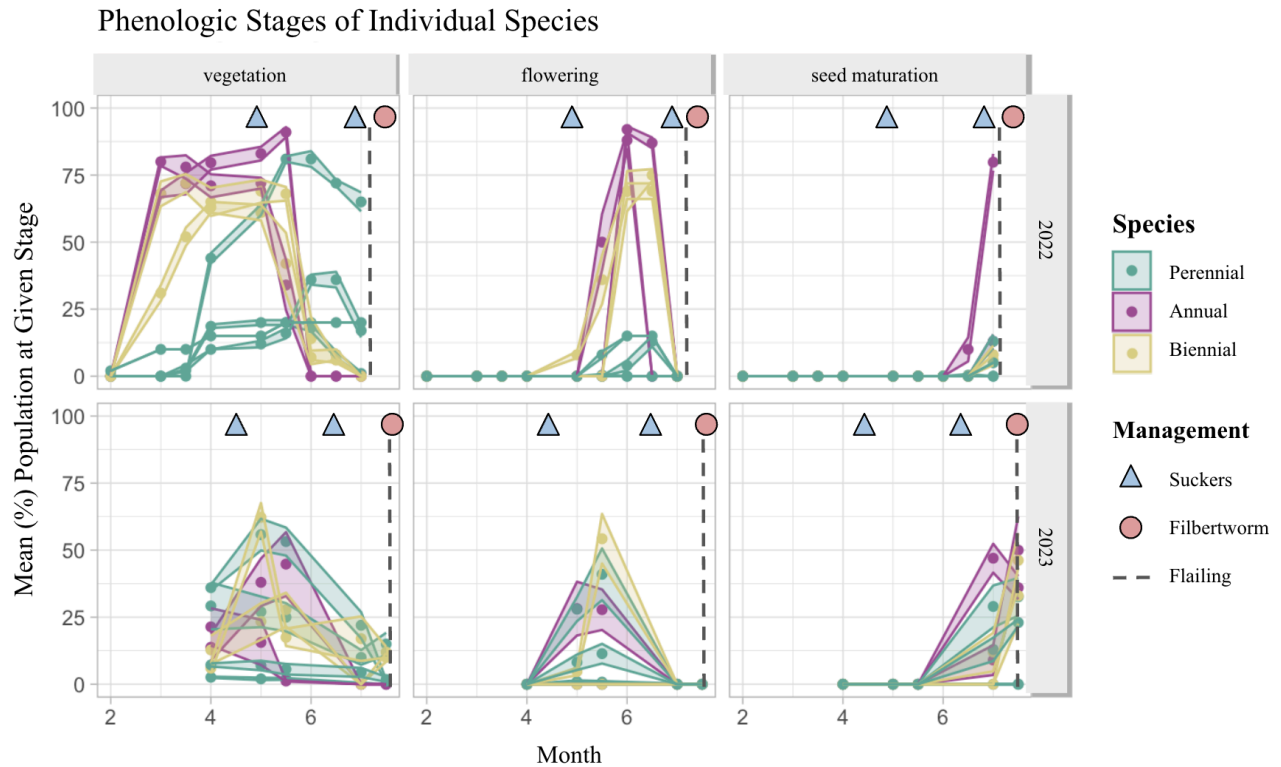 Phenologic Stages of Individual Species
vegetation
flowering
seed maturation
Mean (%) Population at Given Stage
100
75
50
25
0
2022
100
75
50
25
0
2023
2
4
6
2
4
6
2
4
6
Month
Species
Perennial
Annual
Biennial
Management
Suckers
Filbertworm
Flailing